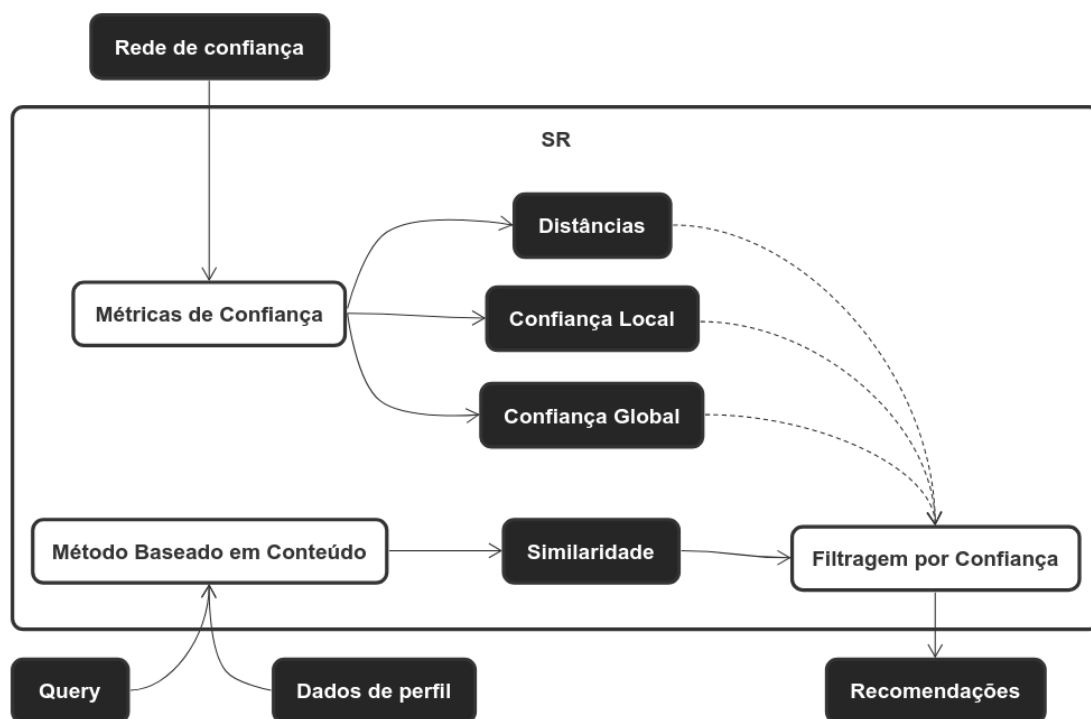 Rede de confiança
SR
Distâncias
Métricas de Confiança
Confiança Local
Confiança Global
Método Baseado em Conteúdo
Similaridade
Filtragem por Confiança
Query
Dados de perfil
Recomendações